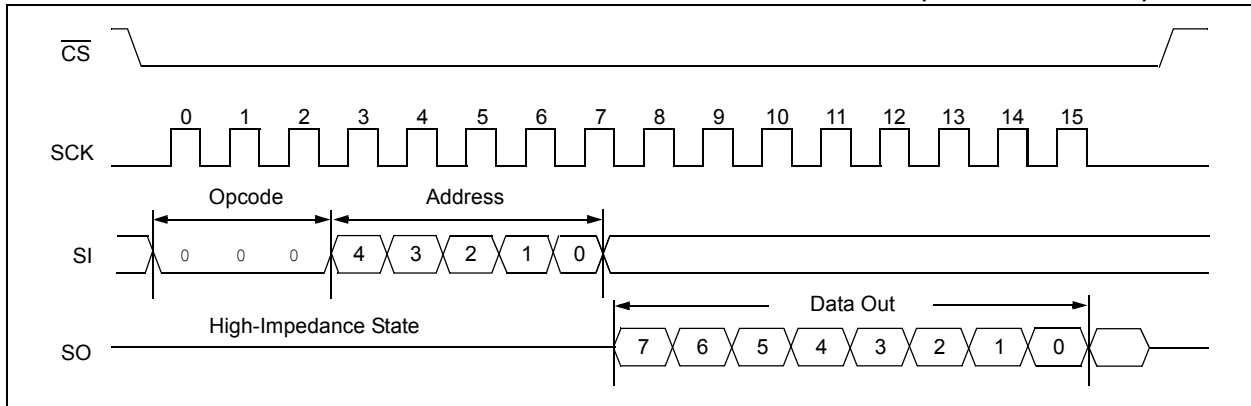 CS
0 1 2 3 4 5 6 7 8 9 10 11 12 13 14 15
SCK
Opcode Address
SI 0 0 0 4 3 2 1 0
Data Out
High-Impedance State
SO 7 6 5 4 3 2 1 0